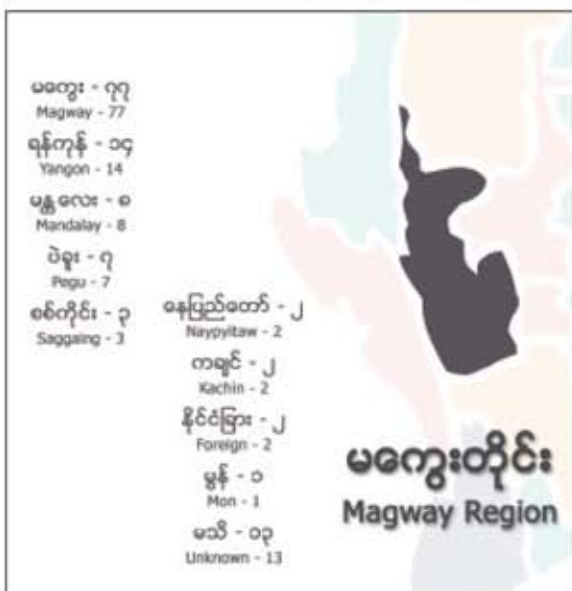 မကွေး - ၇၇
Magway - 77
ရန်ကုန် - ၁၄
Yangon - 14
မန္တလေး - ၈
Mandalay - 8
ပဲခူး - ၇
Pegu - 7
စစ်ကိုင်း - ၃
Saggaing - 3
နေပြည်တော် - ၂
Naypyitaw - 2
ကချင် - ၂
Kachin - 2
နိုင်ငံခြား - ၂
Foreign - 2
မွန် - ၁
Mon - 1
မသိ - ၁၃
Unknown - 13
မကွေးတိုင်း
Magway Region